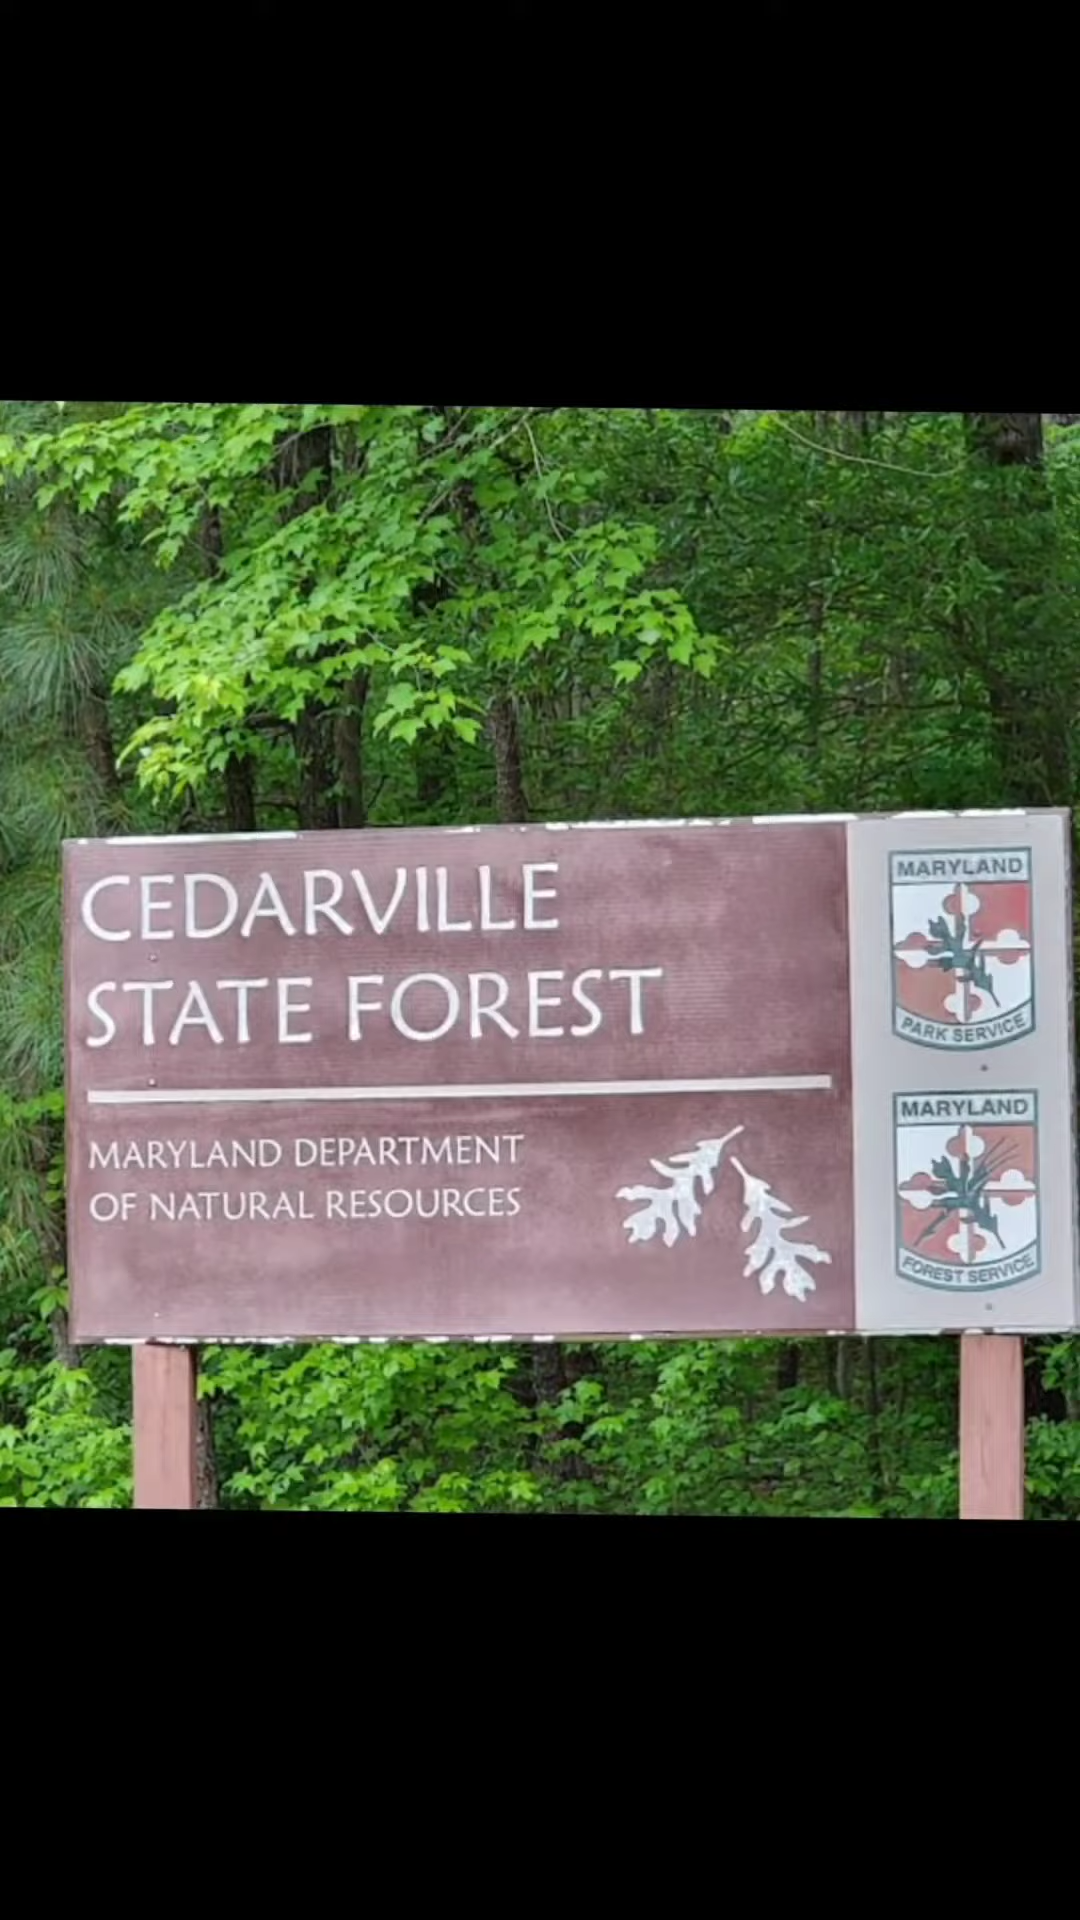 CEDARVILLE
STATE FOREST
MARYLAND DEPARTMENT
OF NATURAL RESOURCES
MARYLAND
PARK SERVICE
MARYLAND
FOREST SERVICE